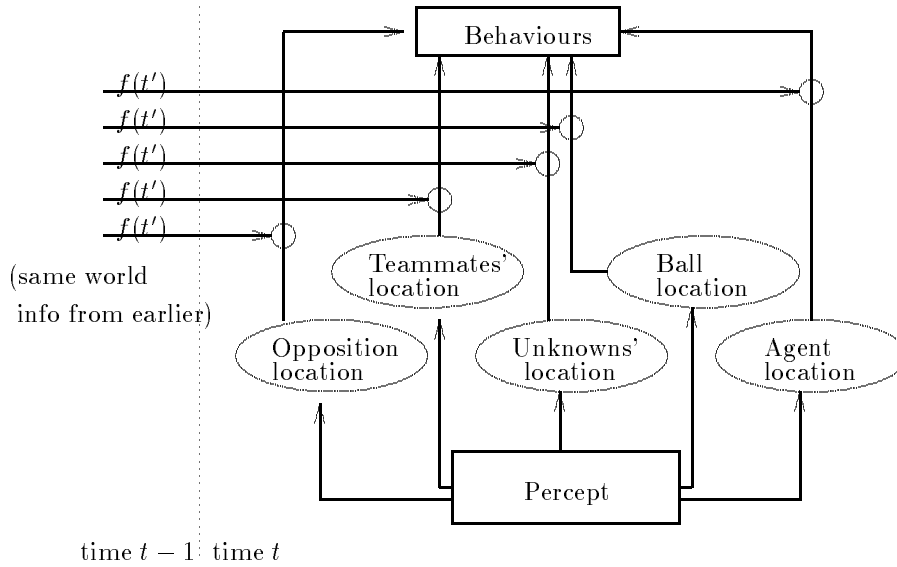 Behaviours
f(t′)
f(t′)
f(t′)
f(t′)
f(t′)
(same world
info from earlier)
Teammates'
location
Ball
location
Opposition
location
Unknowns'
location
Agent
location
Percept
time t − 1
time t